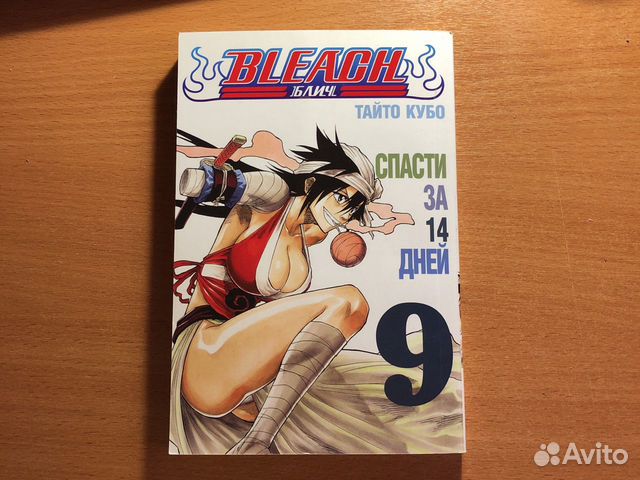 BLEACH
БЛИЧ
ТАЙТО КУБО
СПАСТИ
ЗА
14
ДНЕЙ
9
Avito